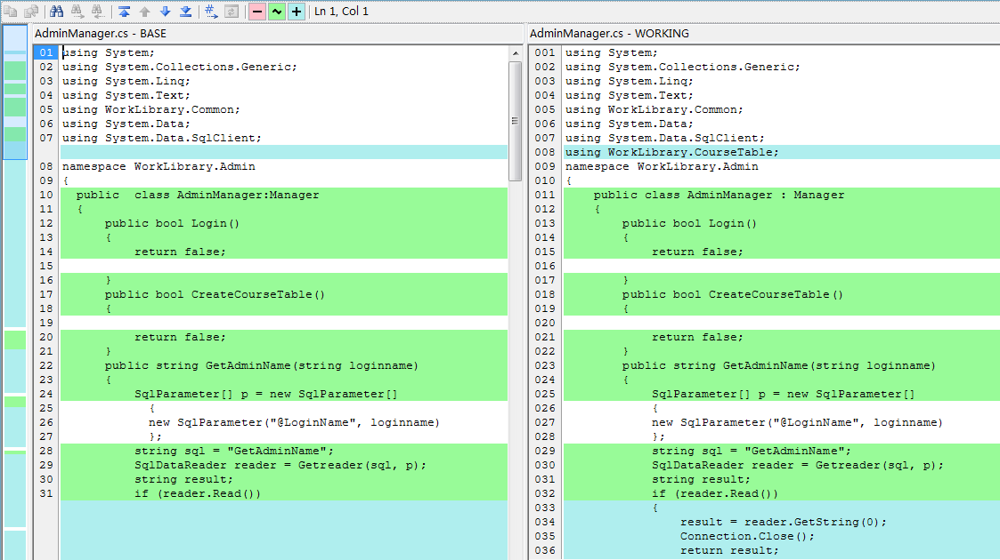 Ln 1, Col 1
AdminManager.cs - BASE
01 using System;
02 using System.Collections.Generic;
03 using System.Linq;
04 using System.Text;
05 using WorkLibrary.Common;
06 using System.Data;
07 using System.Data.SqlClient;
08 namespace WorkLibrary.Admin
09 {
10   public  class AdminManager:Manager
11   {
12       public bool Login()
13       {
14           return false;
15
16       }
17       public bool CreateCourseTable()
18       {
19
20           return false;
21       }
22       public string GetAdminName(string loginname)
23       {
24           SqlParameter[] p = new SqlParameter[]
25             {
26             new SqlParameter("@LoginName", loginname)
27             };
28           string sql = "GetAdminName";
29           SqlDataReader reader = Getreader(sql, p);
30           string result;
31           if (reader.Read())
AdminManager.cs - WORKING
001 using System;
002 using System.Collections.Generic;
003 using System.Linq;
004 using System.Text;
005 using WorkLibrary.Common;
006 using System.Data;
007 using System.Data.SqlClient;
008 using WorkLibrary.CourseTable;
009 namespace WorkLibrary.Admin
010 {
011     public class AdminManager : Manager
012     {
013         public bool Login()
014         {
015             return false;
016
017         }
018         public bool CreateCourseTable()
019         {
020
021             return false;
022         }
023         public string GetAdminName(string loginname)
024         {
025             SqlParameter[] p = new SqlParameter[]
026             {
027             new SqlParameter("@LoginName", loginname)
028             };
029             string sql = "GetAdminName";
030             SqlDataReader reader = Getreader(sql, p);
031             string result;
032             if (reader.Read())
033             {
034                 result = reader.GetString(0);
035                 Connection.Close();
036                 return result;